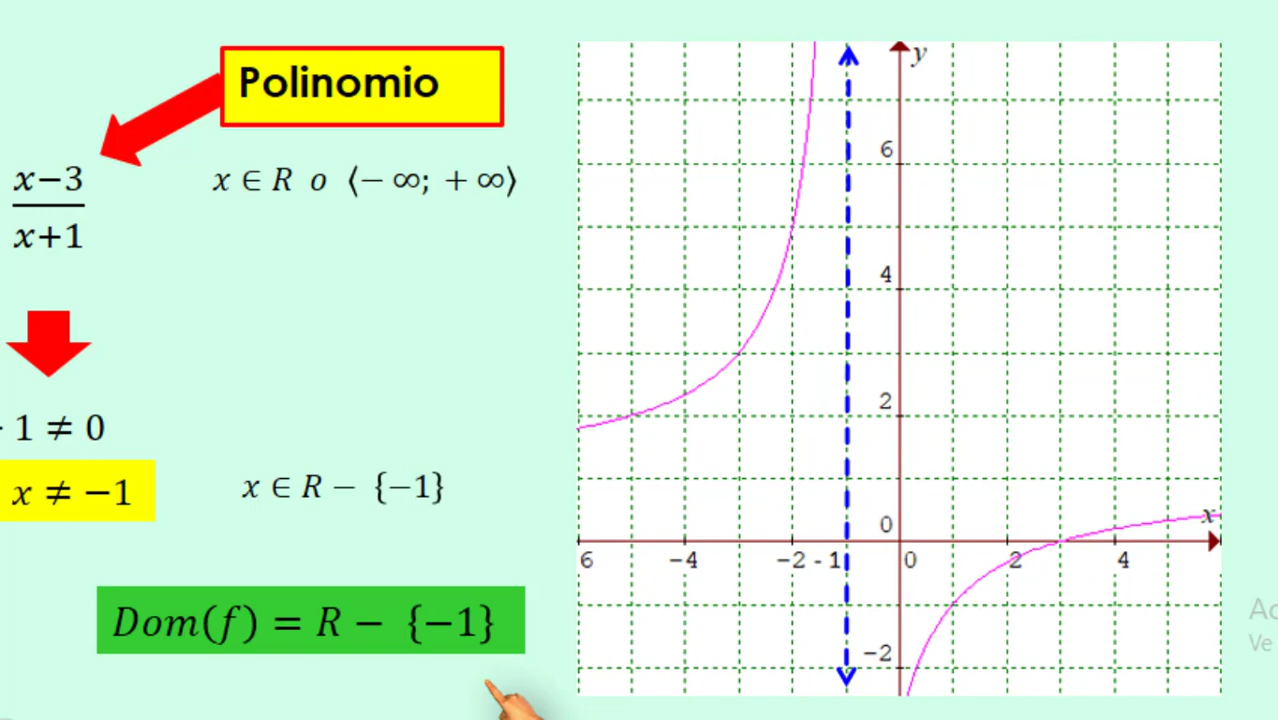 Polinomio
x−3
x+1
x ∈ R o ⟨− ∞; + ∞⟩
1 ≠ 0
x ≠ −1
x ∈ R − {−1}
Dom(f) = R − {−1}
y
6
4
2
0
x
6 −4 −2 -1 0 2 4
−2
Ve